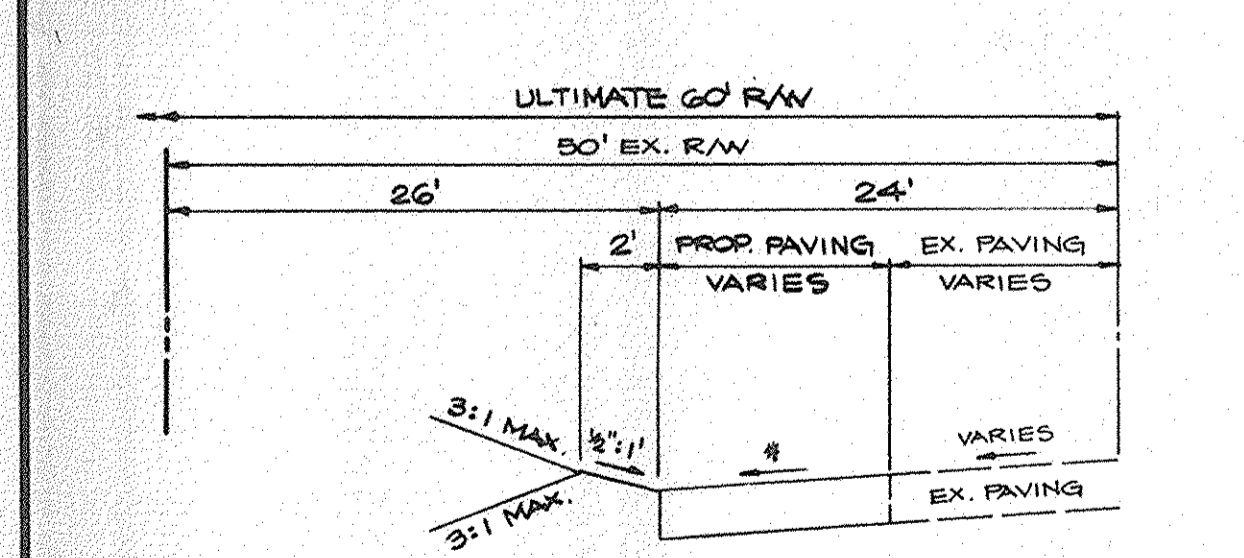 ULTIMATE 60' R/W
50' EX. R/W
26'
24'
2'
PROP. PAVING
VARIES
EX. PAVING
VARIES
3:1 MAX.
½":1'
*
VARIES
3:1 MAX.
EX. PAVING